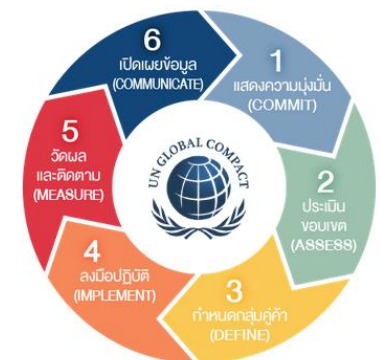 1
แสดงความมุ่งมั่น
(COMMIT)
2
ประเมิน
ขอบเขต
(ASSESS)
3
กำหนดกลุ่มคู่ค้า
(DEFINE)
4
ลงมือปฏิบัติ
(IMPLEMENT)
5
วัดผล
และติดตาม
(MEASURE)
6
เปิดเผยข้อมูล
(COMMUNICATE)
UN GLOBAL COMPACT